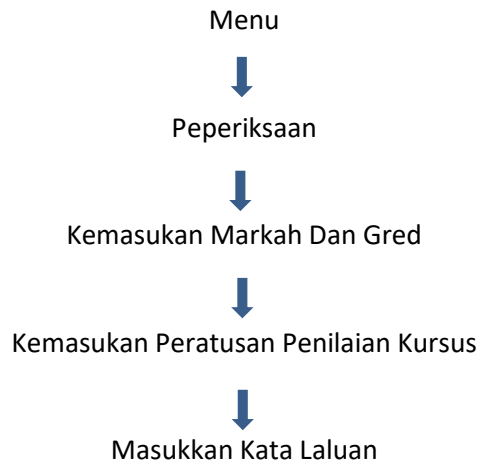 Menu
Peperiksaan
Kemasukan Markah Dan Gred
Kemasukan Peratusan Penilaian Kursus
Masukkan Kata Laluan